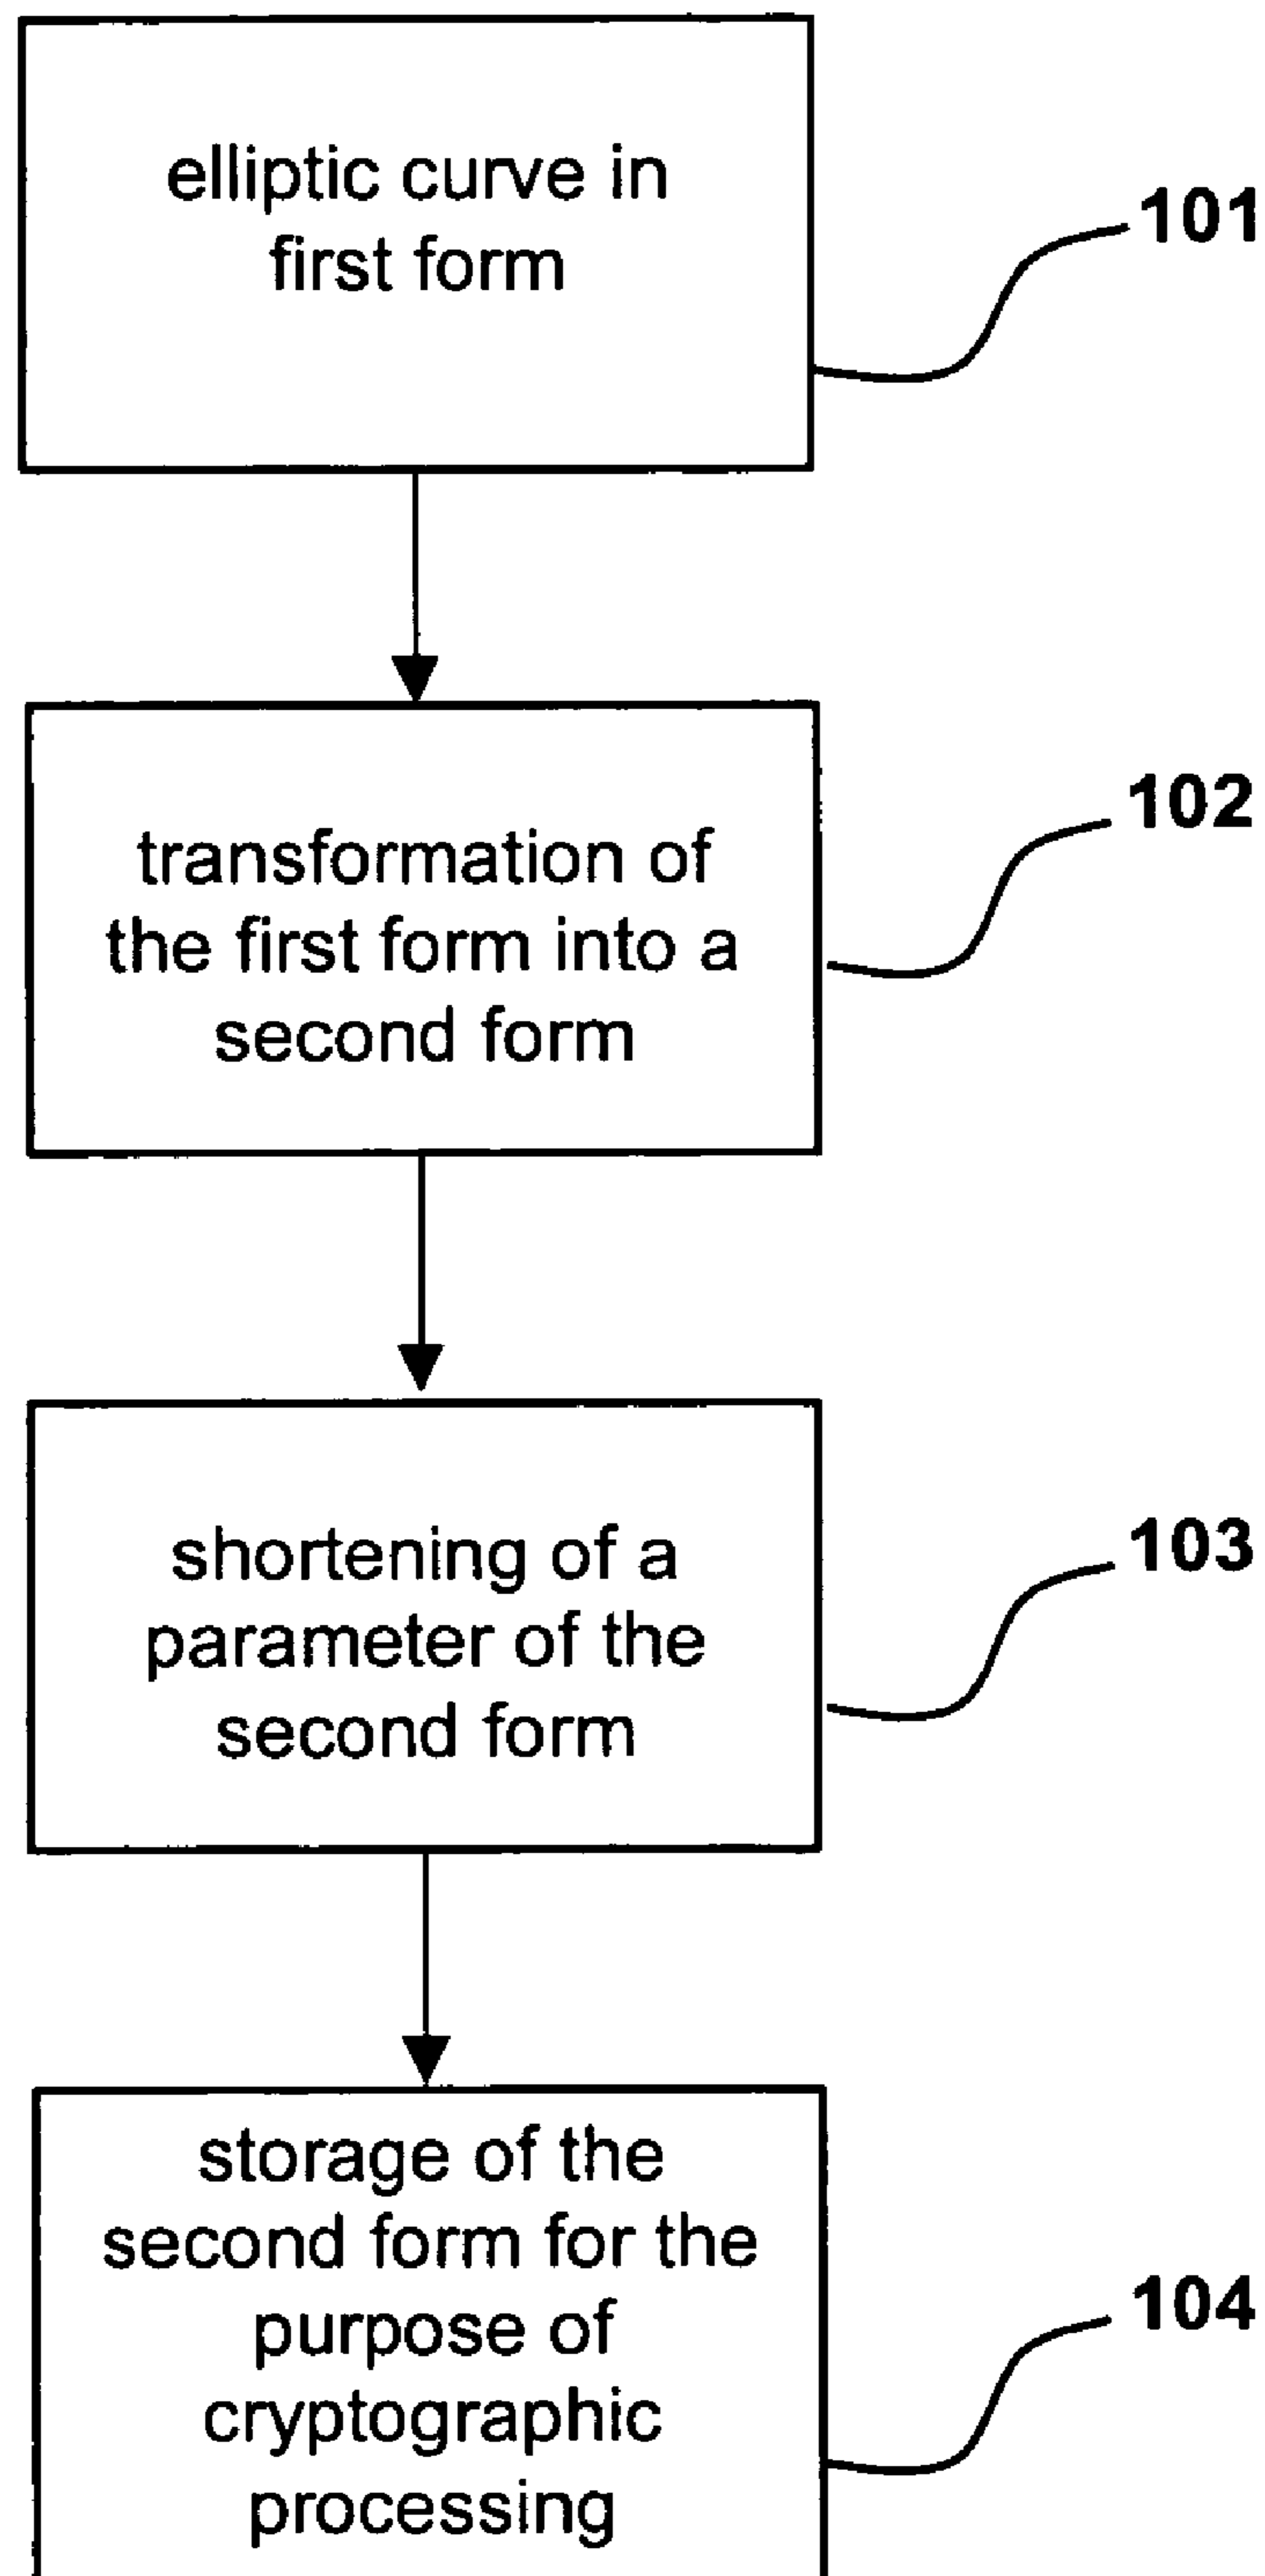 elliptic curve in
first form
101
transformation of
the first form into a
second form
102
shortening of a
parameter of the
second form
103
storage of the
second form for the
purpose of
cryptographic
processing
104